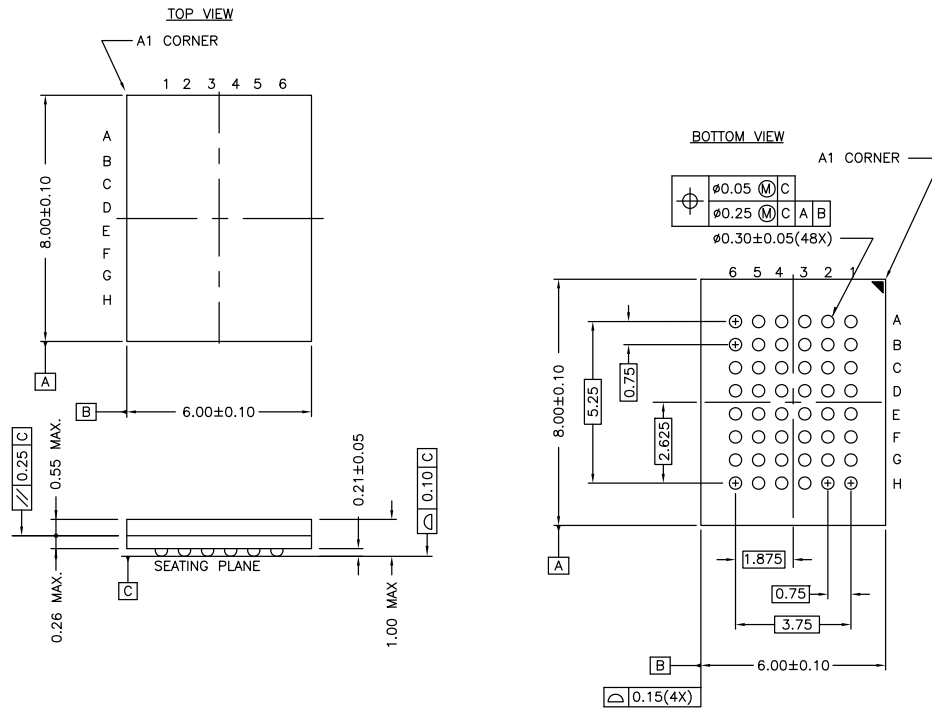 TOP VIEW
A1 CORNER
1 2 3 4 5 6
A
B
C
D
E
F
G
H
8.00±0.10
A
B
6.00±0.10
// 0.25 C
0.55 MAX.
0.21±0.05
⌓ 0.10 C
SEATING PLANE
C
0.26 MAX.
1.00 MAX
BOTTOM VIEW
A1 CORNER
⌖ ø0.05 Ⓜ C
ø0.25 Ⓜ C A B
ø0.30±0.05(48X)
6 5 4 3 2 1
A
B
C
D
E
F
G
H
8.00±0.10
5.25
0.75
2.625
A
1.875
0.75
3.75
B
6.00±0.10
⌓ 0.15(4X)